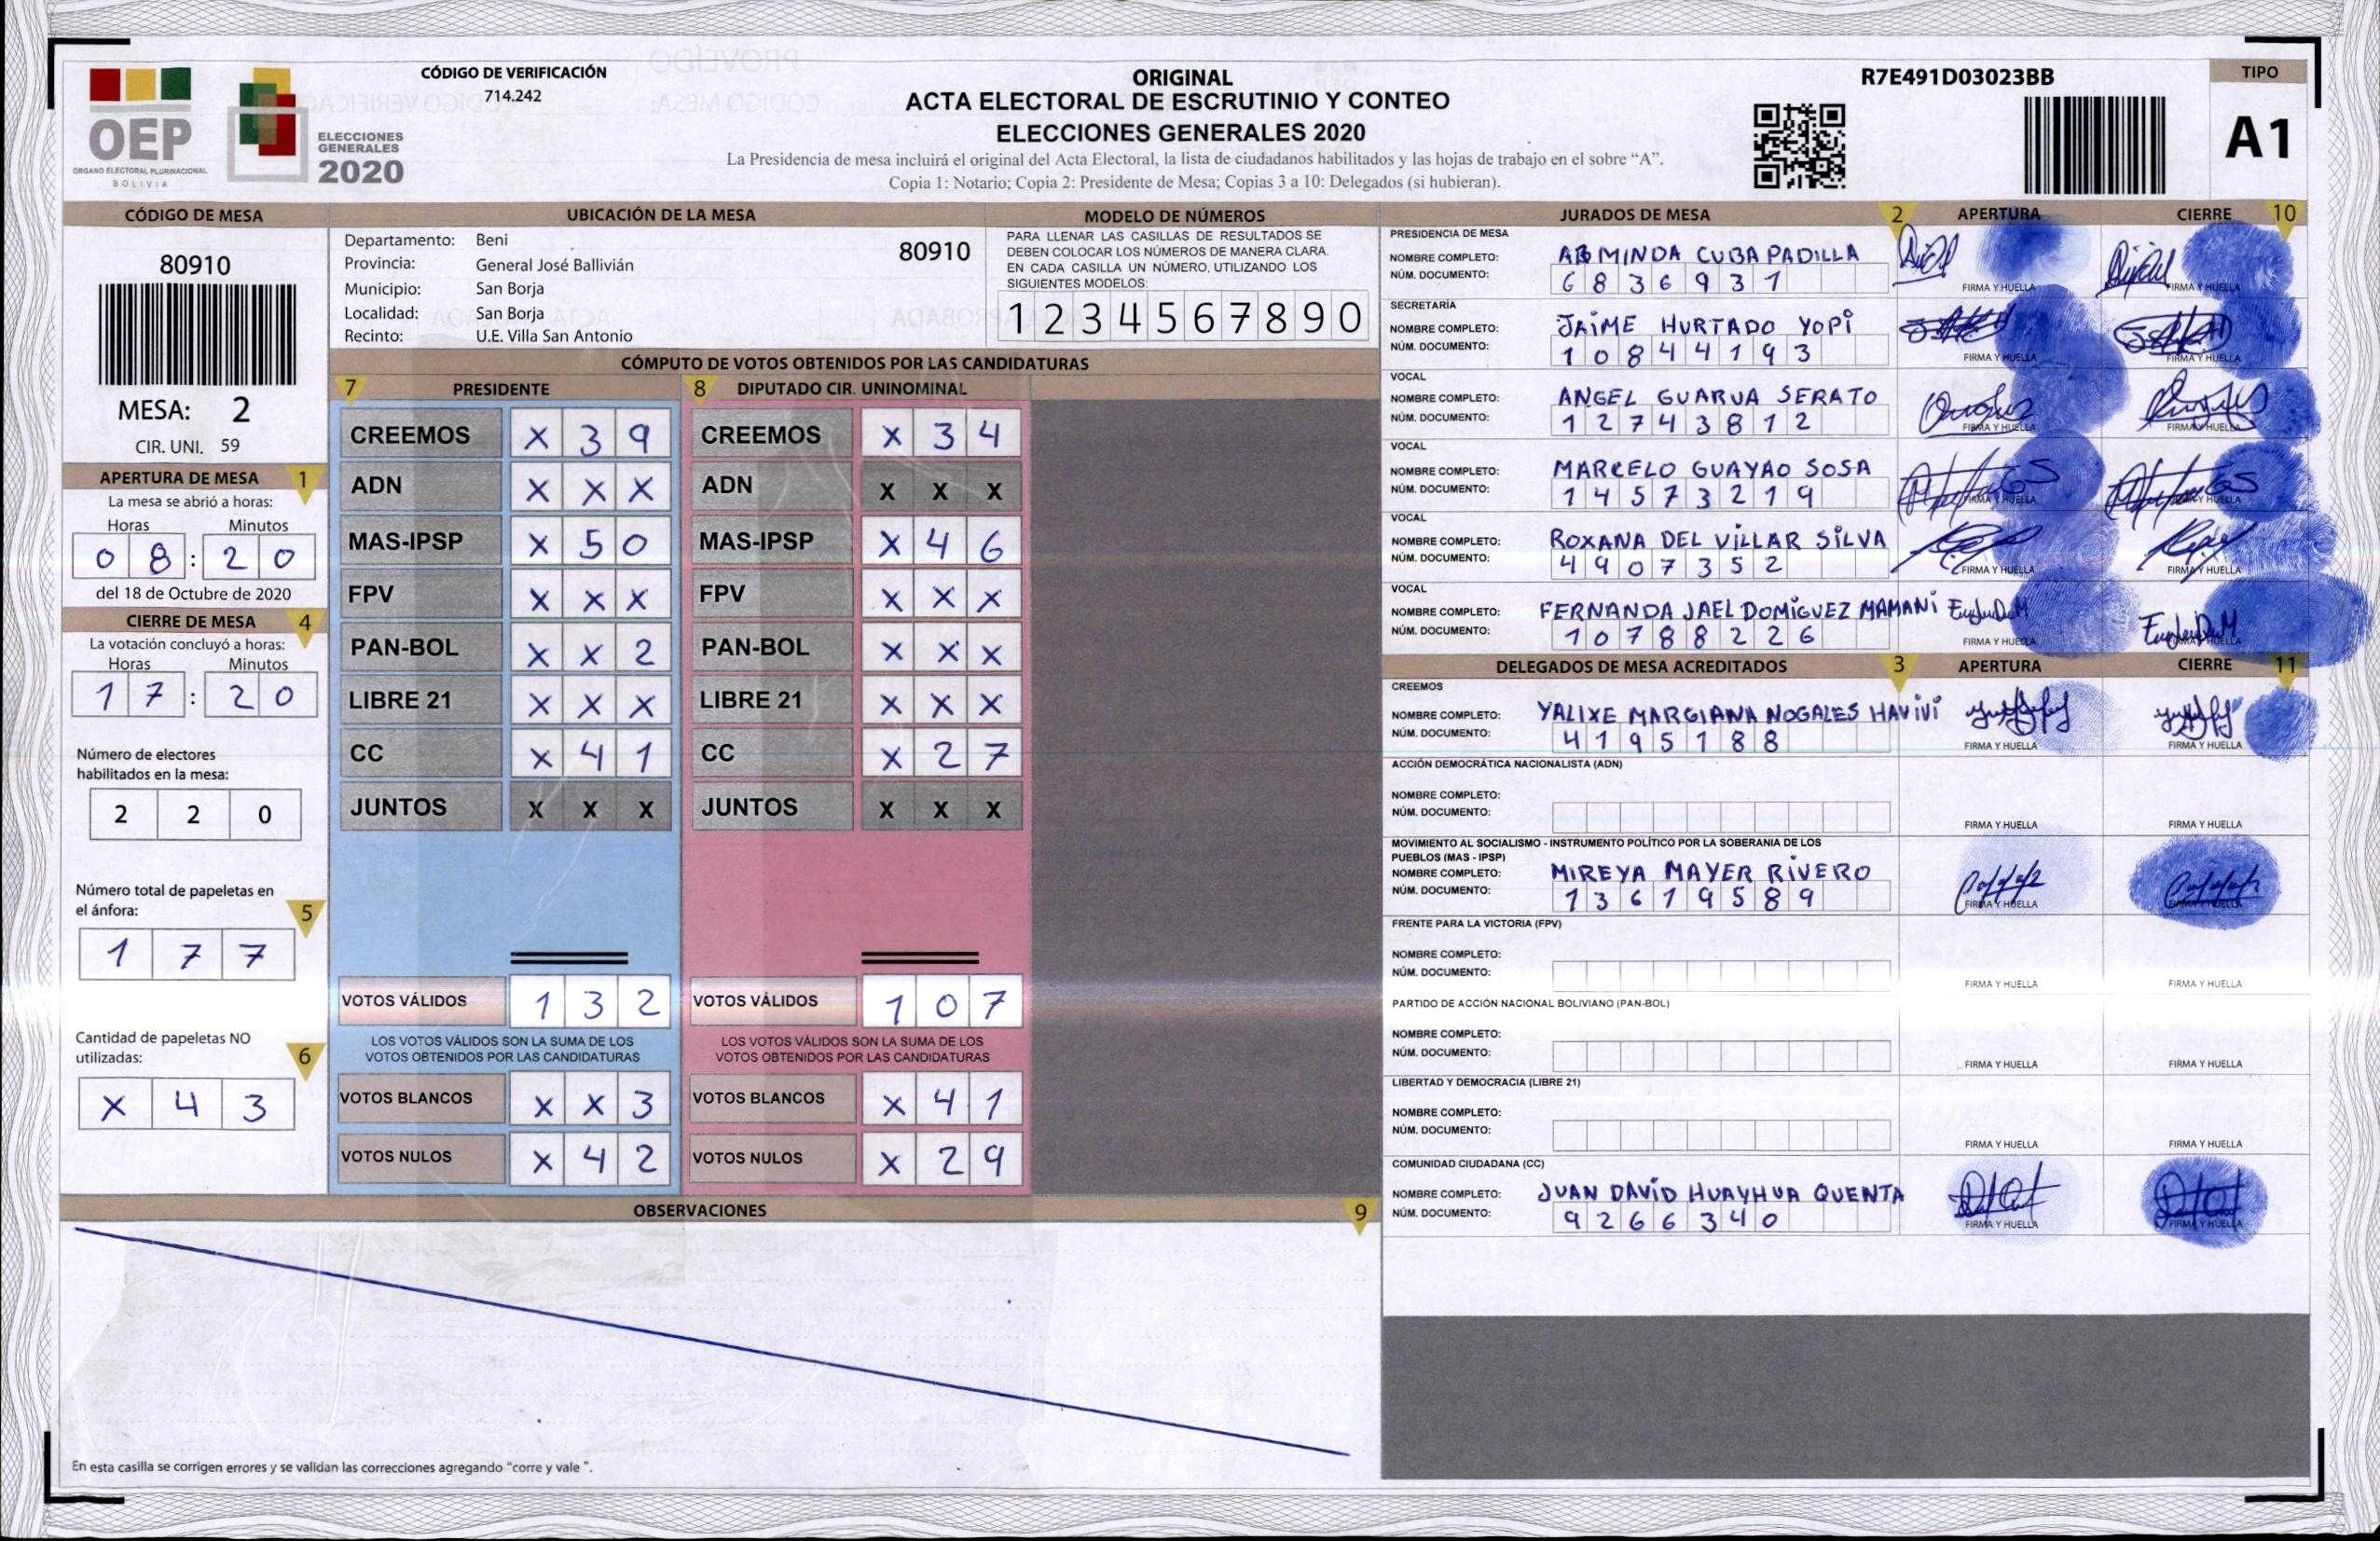 OEP
ÓRGANO ELECTORAL PLURINACIONAL
BOLIVIA
ELECCIONES
GENERALES
2020
CÓDIGO DE VERIFICACIÓN
714.242
ORIGINAL
ACTA ELECTORAL DE ESCRUTINIO Y CONTEO
ELECCIONES GENERALES 2020
La Presidencia de mesa incluirá el original del Acta Electoral, la lista de ciudadanos habilitados y las hojas de trabajo en el sobre “A”.
Copia 1: Notario; Copia 2: Presidente de Mesa; Copias 3 a 10: Delegados (si hubieran).
R7E491D03023BB
TIPO
A1
CÓDIGO DE MESA
80910
MESA: 2
CIR. UNI. 59
APERTURA DE MESA 1
La mesa se abrió a horas:
Horas Minutos
0 8 : 2 0
del 18 de Octubre de 2020
CIERRE DE MESA 4
La votación concluyó a horas:
Horas Minutos
1 7 : 2 0
Número de electores
habilitados en la mesa:
2 2 0
Número total de papeletas en
el ánfora: 5
1 7 7
Cantidad de papeletas NO
utilizadas: 6
X 4 3
UBICACIÓN DE LA MESA
Departamento: Beni
80910
Provincia: General José Ballivián
Municipio: San Borja
Localidad: San Borja
Recinto: U.E. Villa San Antonio
MODELO DE NÚMEROS
PARA LLENAR LAS CASILLAS DE RESULTADOS SE
DEBEN COLOCAR LOS NÚMEROS DE MANERA CLARA.
EN CADA CASILLA UN NÚMERO, UTILIZANDO LOS
SIGUIENTES MODELOS:
1 2 3 4 5 6 7 8 9 0
CÓMPUTO DE VOTOS OBTENIDOS POR LAS CANDIDATURAS
7 PRESIDENTE
CREEMOS X 3 9
ADN X X X
MAS-IPSP X 5 0
FPV X X X
PAN-BOL X X 2
LIBRE 21 X X X
CC X 4 1
JUNTOS X X X
VOTOS VÁLIDOS 1 3 2
LOS VOTOS VÁLIDOS SON LA SUMA DE LOS
VOTOS OBTENIDOS POR LAS CANDIDATURAS
VOTOS BLANCOS X X 3
VOTOS NULOS X 4 2
8 DIPUTADO CIR. UNINOMINAL
CREEMOS X 3 4
ADN X X X
MAS-IPSP X 4 6
FPV X X X
PAN-BOL X X X
LIBRE 21 X X X
CC X 2 7
JUNTOS X X X
VOTOS VÁLIDOS 1 0 7
LOS VOTOS VÁLIDOS SON LA SUMA DE LOS
VOTOS OBTENIDOS POR LAS CANDIDATURAS
VOTOS BLANCOS X 4 1
VOTOS NULOS X 2 9
OBSERVACIONES 9
En esta casilla se corrigen errores y se validan las correcciones agregando “corre y vale ”.
JURADOS DE MESA 2 APERTURA CIERRE 10
PRESIDENCIA DE MESA
NOMBRE COMPLETO: ARMINDA CUBA PADILLA
NÚM. DOCUMENTO: 6 8 3 6 9 3 1
FIRMA Y HUELLA FIRMA Y HUELLA
SECRETARÍA
NOMBRE COMPLETO: JAIME HURTADO YOPI
NÚM. DOCUMENTO: 1 0 8 4 4 1 9 3
FIRMA Y HUELLA FIRMA Y HUELLA
VOCAL
NOMBRE COMPLETO: ANGEL GUARUA SERATO
NÚM. DOCUMENTO: 1 2 7 4 3 8 1 2
FIRMA Y HUELLA FIRMA Y HUELLA
VOCAL
NOMBRE COMPLETO: MARCELO GUAYAO SOSA
NÚM. DOCUMENTO: 1 4 5 7 3 2 1 9
FIRMA Y HUELLA FIRMA Y HUELLA
VOCAL
NOMBRE COMPLETO: ROXANA DEL VILLAR SILVA
NÚM. DOCUMENTO: 4 9 0 7 3 5 2
FIRMA Y HUELLA FIRMA Y HUELLA
VOCAL
NOMBRE COMPLETO: FERNANDA JAEL DOMIGUEZ MAMANI
NÚM. DOCUMENTO: 1 0 7 8 8 2 2 6
FIRMA Y HUELLA FIRMA Y HUELLA
DELEGADOS DE MESA ACREDITADOS 3 APERTURA CIERRE 11
CREEMOS
NOMBRE COMPLETO: YALIXE MARGIANA NOGALES HAVIVI
NÚM. DOCUMENTO: 4 1 9 5 1 8 8
FIRMA Y HUELLA FIRMA Y HUELLA
ACCIÓN DEMOCRÁTICA NACIONALISTA (ADN)
NOMBRE COMPLETO:
NÚM. DOCUMENTO:
FIRMA Y HUELLA FIRMA Y HUELLA
MOVIMIENTO AL SOCIALISMO - INSTRUMENTO POLÍTICO POR LA SOBERANIA DE LOS
PUEBLOS (MAS - IPSP)
NOMBRE COMPLETO: MIREYA MAYER RIVERO
NÚM. DOCUMENTO: 1 3 6 1 9 5 8 9
FIRMA Y HUELLA FIRMA Y HUELLA
FRENTE PARA LA VICTORIA (FPV)
NOMBRE COMPLETO:
NÚM. DOCUMENTO:
FIRMA Y HUELLA FIRMA Y HUELLA
PARTIDO DE ACCIÓN NACIONAL BOLIVIANO (PAN-BOL)
NOMBRE COMPLETO:
NÚM. DOCUMENTO:
FIRMA Y HUELLA FIRMA Y HUELLA
LIBERTAD Y DEMOCRACIA (LIBRE 21)
NOMBRE COMPLETO:
NÚM. DOCUMENTO:
FIRMA Y HUELLA FIRMA Y HUELLA
COMUNIDAD CIUDADANA (CC)
NOMBRE COMPLETO: JUAN DAVID HUAYHUA QUENTA
NÚM. DOCUMENTO: 9 2 6 6 3 4 0
FIRMA Y HUELLA FIRMA Y HUELLA